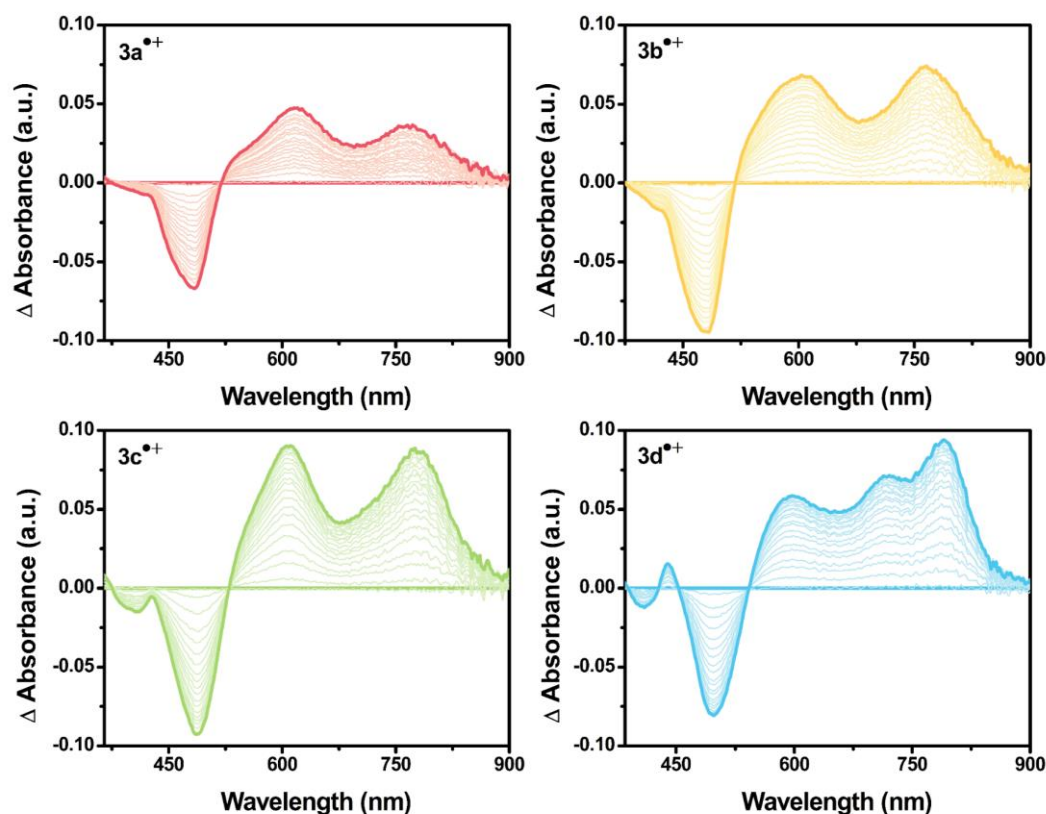 3a•+
0.10
0.05
0.00
-0.05
-0.10
Δ Absorbance (a.u.)
450 600 750 900
Wavelength (nm)
3b•+
0.10
0.05
0.00
-0.05
-0.10
Δ Absorbance (a.u.)
450 600 750 900
Wavelength (nm)
3c•+
0.10
0.05
0.00
-0.05
-0.10
Δ Absorbance (a.u.)
450 600 750 900
Wavelength (nm)
3d•+
0.10
0.05
0.00
-0.05
-0.10
Δ Absorbance (a.u.)
450 600 750 900
Wavelength (nm)